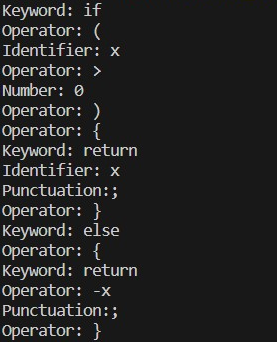 Keyword: if
Operator: (
Identifier: x
Operator: >
Number: 0
Operator: )
Operator: {
Keyword: return
Identifier: x
Punctuation:;
Operator: }
Keyword: else
Operator: {
Keyword: return
Operator: -x
Punctuation:;
Operator: }